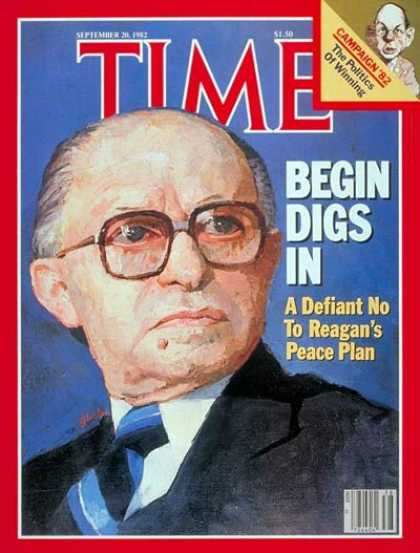 SEPTEMBER 20, 1982 $1.50
TIME
CAMPAIGN '82
The Politics
Of Winning
BEGIN
DIGS
IN
A Defiant No
To Reagan's
Peace Plan